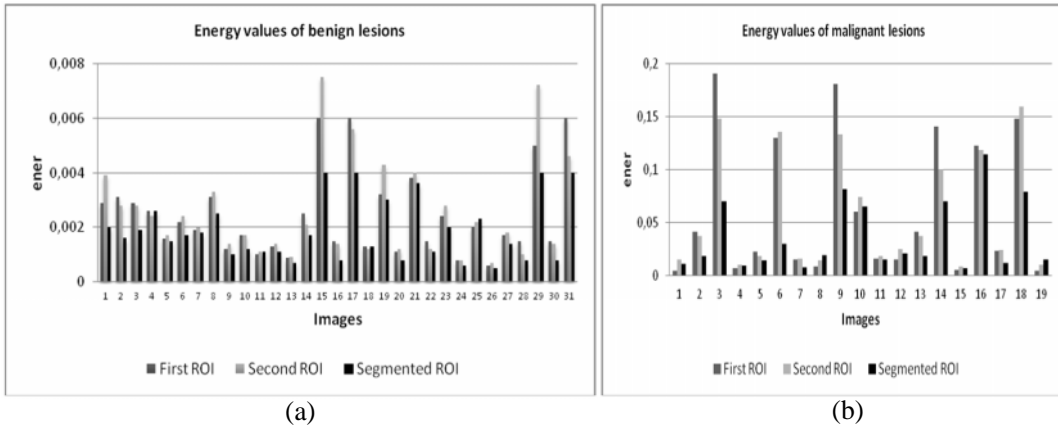 Energy values of benign lesions
0,008
0,006
0,004
0,002
0
ener
1 2 3 4 5 6 7 8 9 10 11 12 13 14 15 16 17 18 19 20 21 22 23 24 25 26 27 28 29 30 31
Images
First ROI Second ROI Segmented ROI
(a)
Energy values of malignant lesions
0,2
0,15
0,1
0,05
0
ener
1 2 3 4 5 6 7 8 9 10 11 12 13 14 15 16 17 18 19
Images
First ROI Second ROI Segmented ROI
(b)